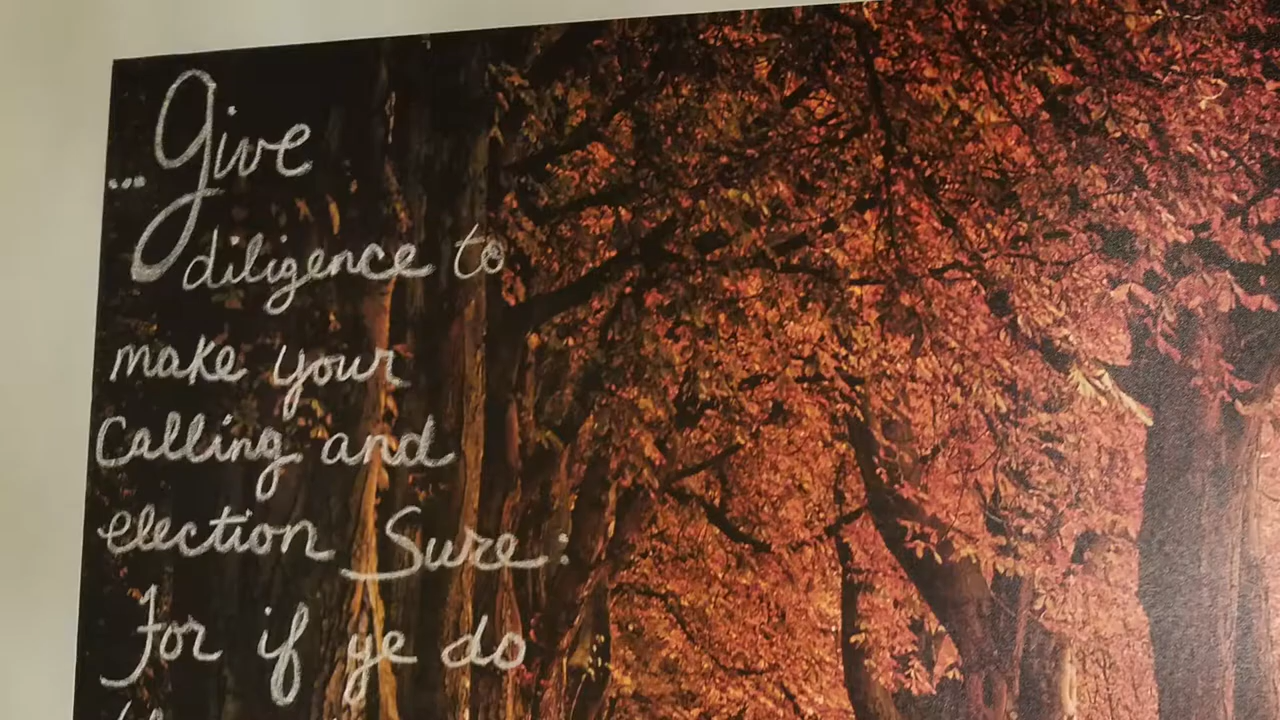 ...Give
diligence to
make your
Calling and
election Sure:
For if ye do